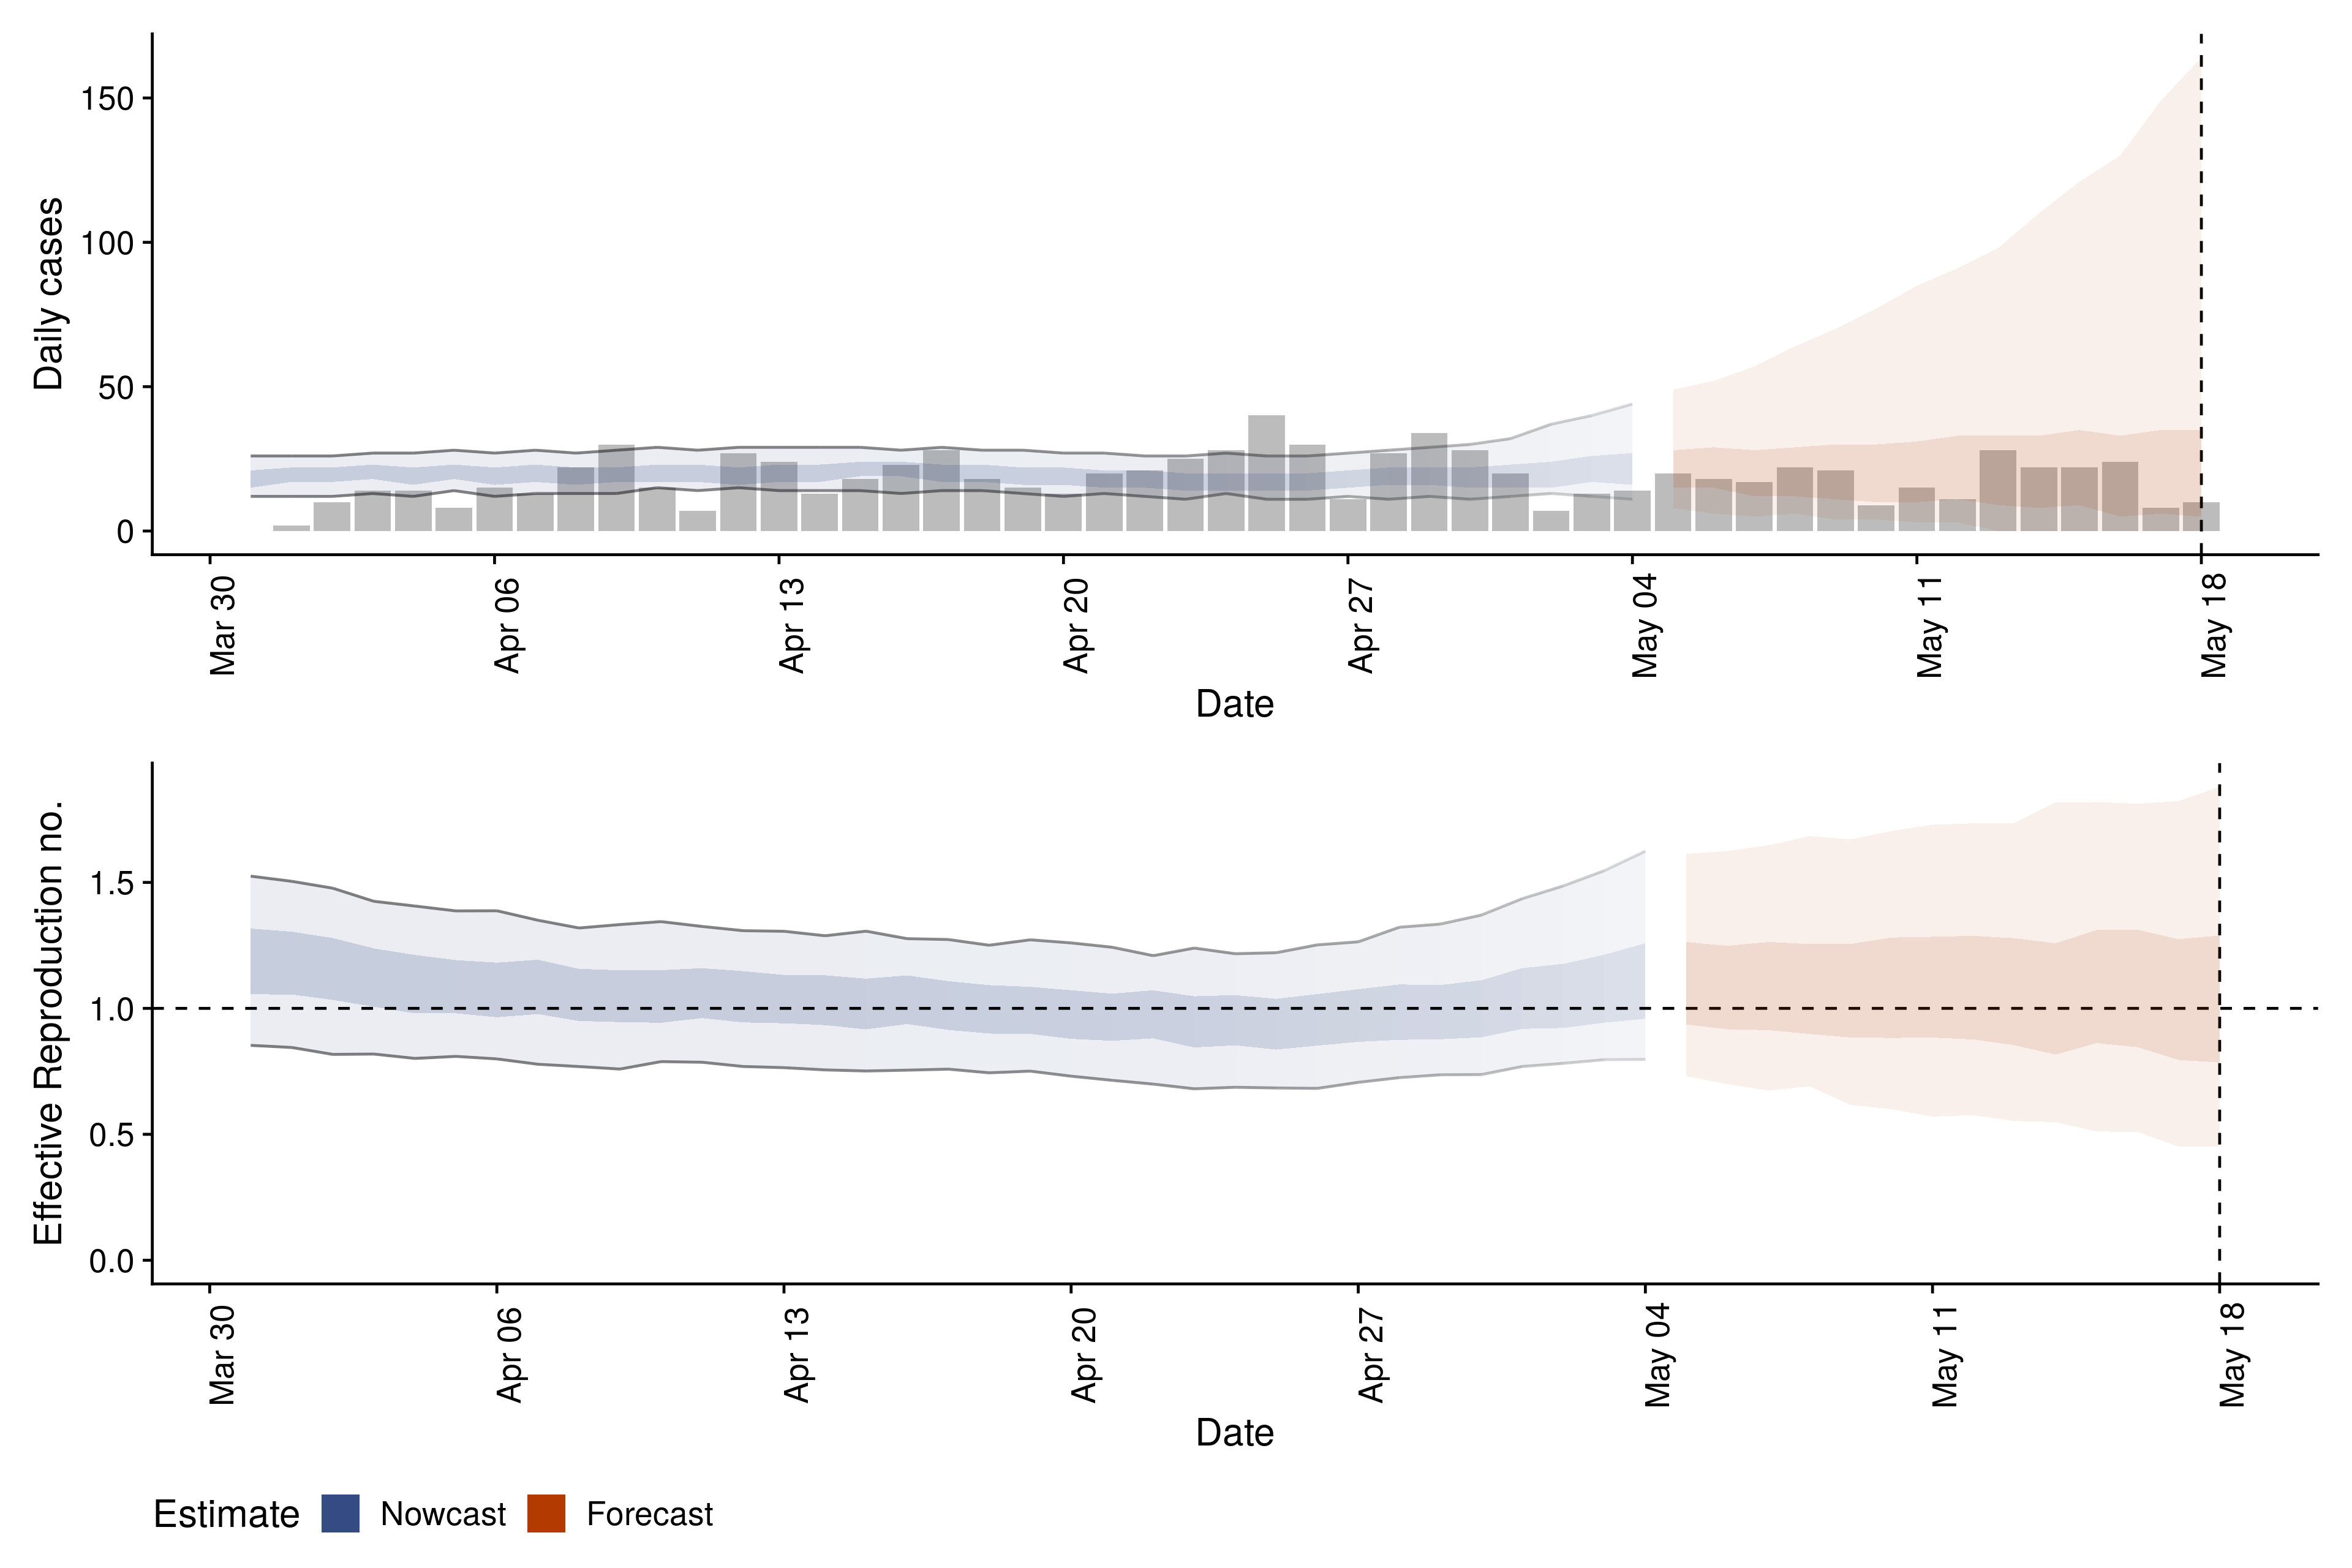 Daily cases
150
100
50
0
Mar 30
Apr 06
Apr 13
Apr 20
Apr 27
May 04
May 11
May 18
Date
Effective Reproduction no.
1.5
1.0
0.5
0.0
Mar 30
Apr 06
Apr 13
Apr 20
Apr 27
May 04
May 11
May 18
Date
Estimate Nowcast Forecast